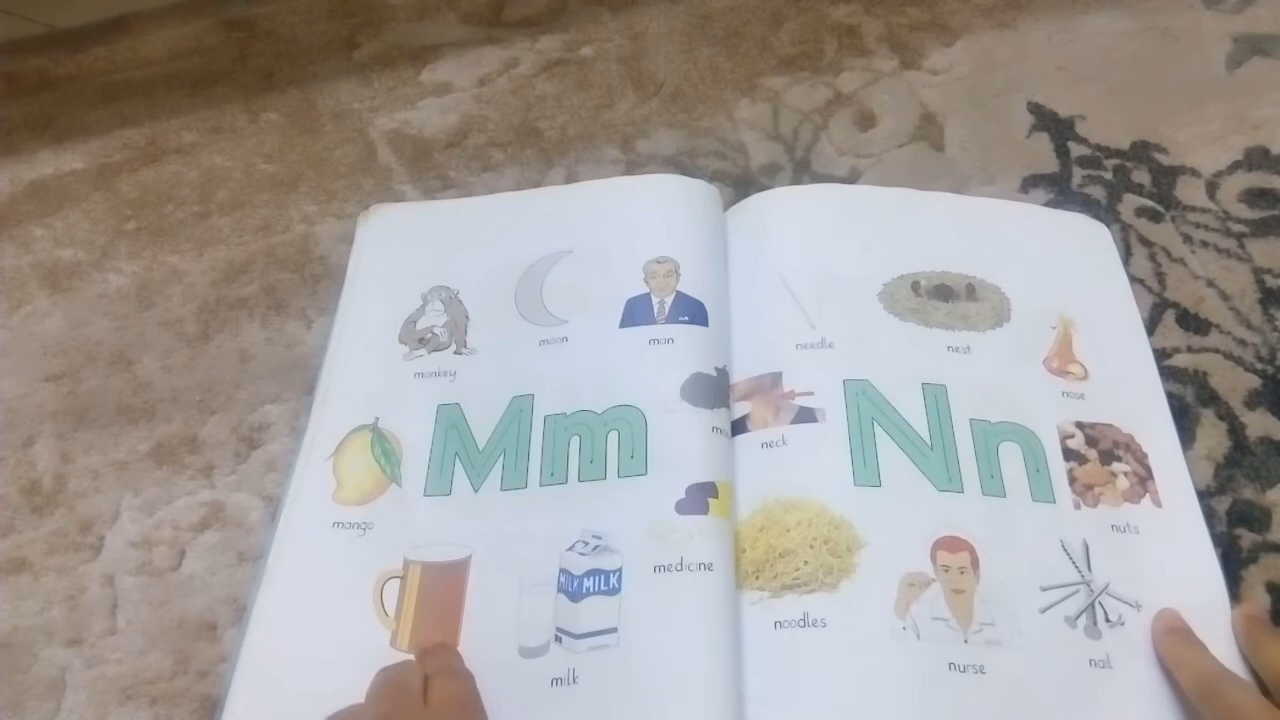 moon
man
monkey
Mm
mango
MILK MILK
medicine
milk
needle
nest
nose
neck
Nn
nuts
noodles
nurse
nail